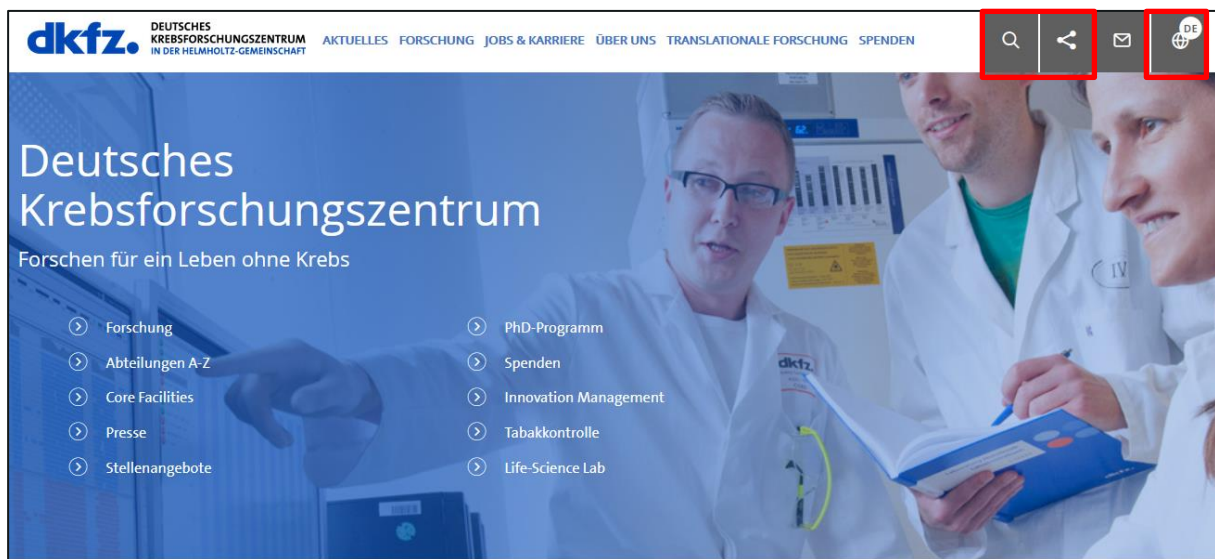 dkfz.
DEUTSCHES
KREBSFORSCHUNGSZENTRUM
IN DER HELMHOLTZ-GEMEINSCHAFT
AKTUELLES FORSCHUNG JOBS & KARRIERE ÜBER UNS TRANSLATIONALE FORSCHUNG SPENDEN
DE
Deutsches
Krebsforschungszentrum
Forschen für ein Leben ohne Krebs
Forschung
Abteilungen A-Z
Core Facilities
Presse
Stellenangebote
PhD-Programm
Spenden
Innovation Management
Tabakkontrolle
Life-Science Lab
dkfz.
IV